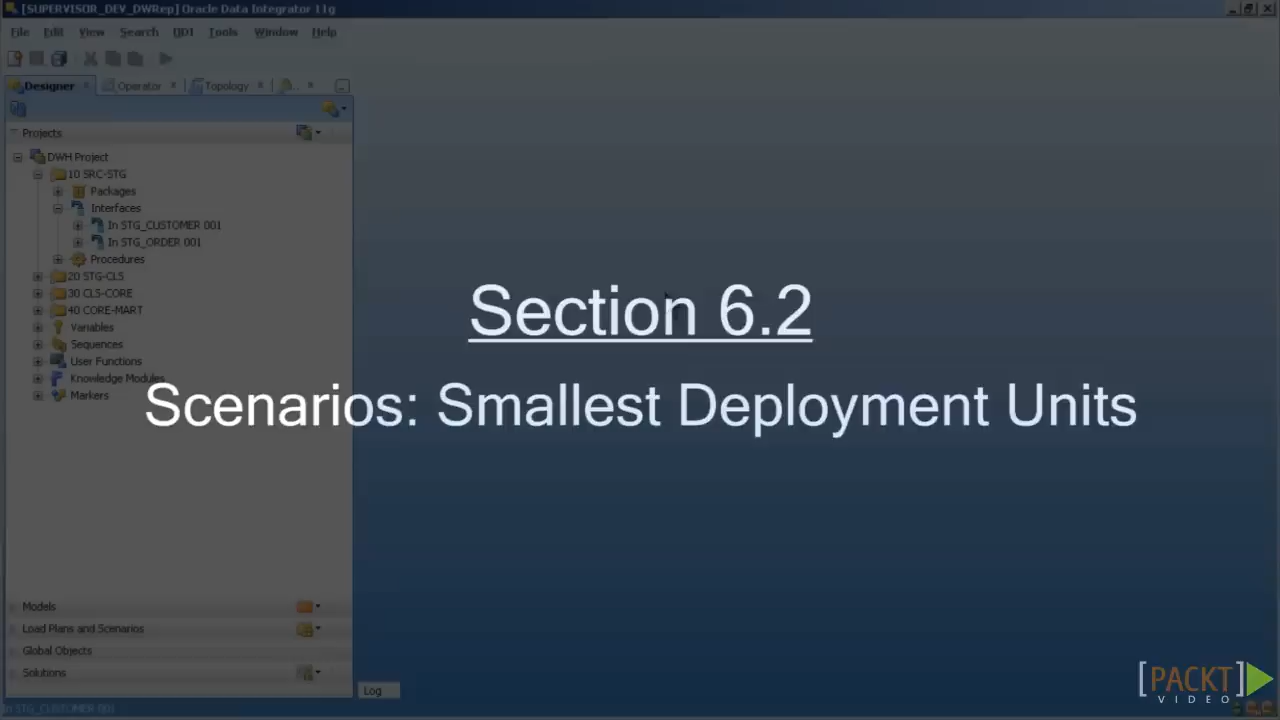 [SUPERVISOR_DEV_DWRep] Oracle Data Integrator 11g
File Edit View Search ODI Tools Window Help
Designer Operator Topology
Projects
DWH Project
10 SRC-STG
Packages
Interfaces
In STG_CUSTOMER 001
In STG_ORDER 001
Procedures
20 STG-CLS
30 CLS-CORE
40 CORE-MART
Variables
Sequences
User Functions
Knowledge Modules
Markers
Section 6.2
Scenarios: Smallest Deployment Units
Models
Load Plans and Scenarios
Global Objects
Solutions
Log
In STG_CUSTOMER 001
[PACKT]
VIDEO